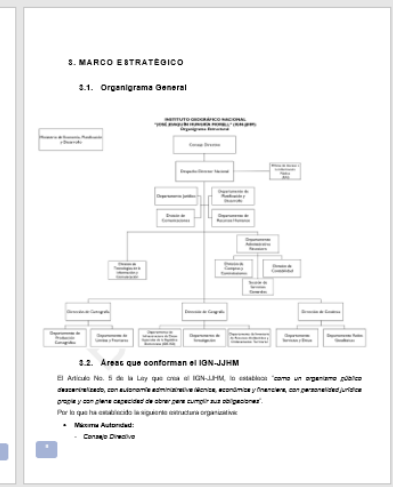 3. MARCO ESTRATÉGICO
3.1. Organigrama General
INSTITUTO GEOGRÁFICO NACIONAL
"JOSÉ JOAQUÍN HUNGRÍA MORELL" (IGN-JJHM)
Organigrama Estructural
Ministerio de Economía, Planificación
y Desarrollo
Consejo Directivo
Despacho Director Nacional
Departamento Jurídico
Departamento de
Planificación y
Desarrollo
División de
Comunicaciones
Departamento de
Recursos Humanos
Departamento
Administrativo
Financiero
División de
Tecnologías de la
Información y
Comunicación
División de
Compras y
Contrataciones
División de
Contabilidad
Sección de
Servicios
Generales
Dirección de Cartografía
Dirección de Geografía
Dirección de Geodesia
Departamento de
Producción
Cartográfica
Departamento de
Límites y Fronteras
Departamento de
Investigación
Departamento
Servicios y Datos
Departamento Redes
Geodésicas
3.2. Áreas que conforman el IGN-JJHM
El Artículo No. 5 de la Ley que crea el IGN-JJHM, lo establece "como un organismo público
descentralizado, con autonomía administrativa técnica, económica y financiera, con personalidad jurídica
propia y con plena capacidad de obrar para cumplir sus obligaciones".
Por lo que ha establecido la siguiente estructura organizativa:
• Máxima Autoridad:
- Consejo Directivo